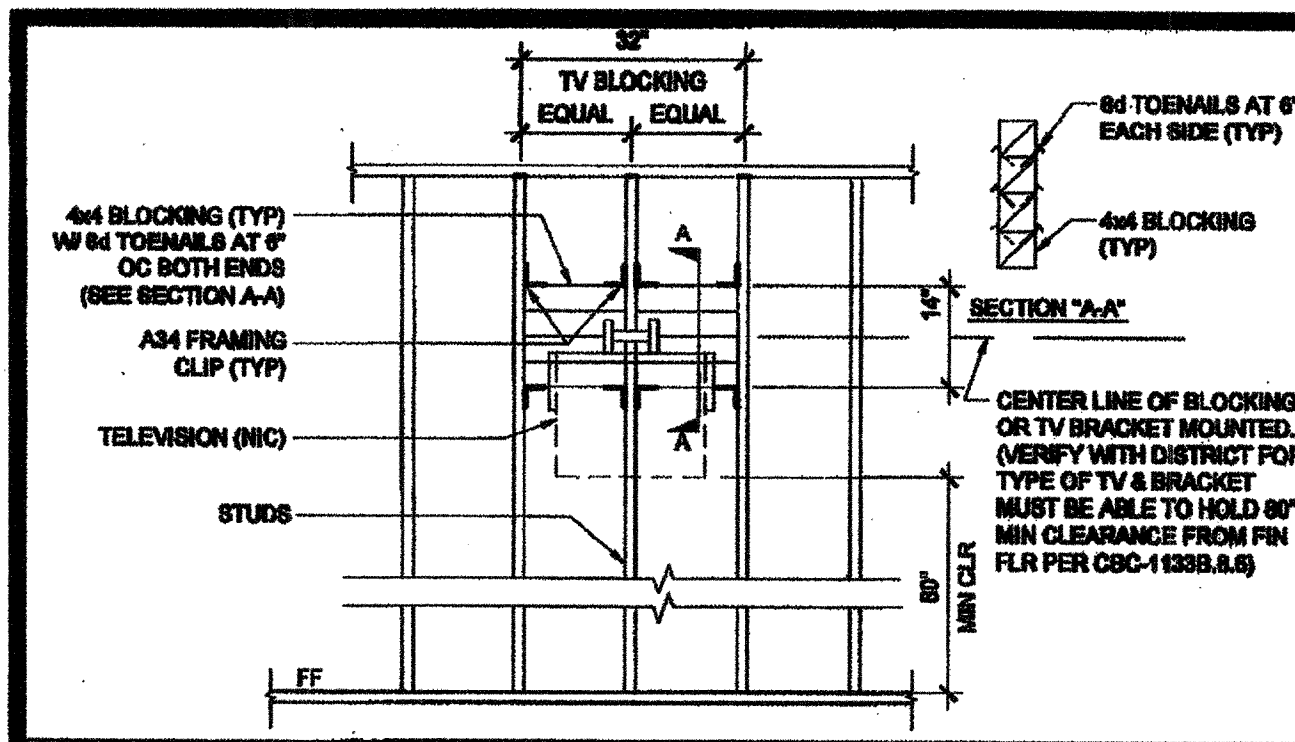 32"
TV BLOCKING
EQUAL EQUAL
8d TOENAILS AT 6"
EACH SIDE (TYP)
4x4 BLOCKING
(TYP)
SECTION "A-A"
4x4 BLOCKING (TYP)
W/ 8d TOENAILS AT 6"
OC BOTH ENDS
(SEE SECTION A-A)
A34 FRAMING
CLIP (TYP)
TELEVISION (NIC)
STUDS
A
A
14"
CENTER LINE OF BLOCKING
OR TV BRACKET MOUNTED.
(VERIFY WITH DISTRICT FOR
TYPE OF TV & BRACKET
MUST BE ABLE TO HOLD 80"
MIN CLEARANCE FROM FIN
FLR PER CBC-1133B.8.6)
80"
MIN CLR
FF